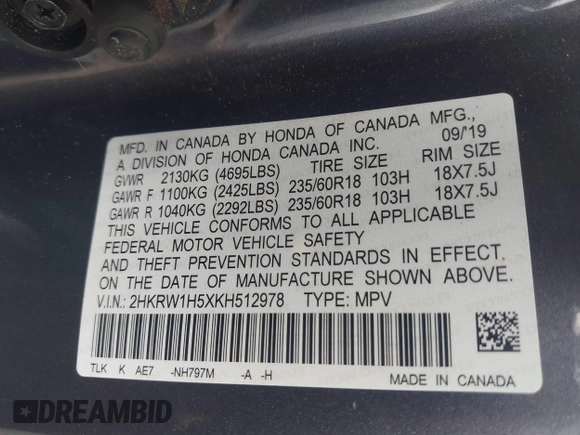 MFD. IN CANADA BY HONDA OF CANADA MFG.,
A DIVISION OF HONDA CANADA INC. 09/'19
GVWR 2130KG (4695LBS) TIRE SIZE RIM SIZE
GAWR F 1100KG (2425LBS) 235/60R18 103H 18X7.5J
GAWR R 1040KG (2292LBS) 235/60R18 103H 18X7.5J
THIS VEHICLE CONFORMS TO ALL APPLICABLE
FEDERAL MOTOR VEHICLE SAFETY
AND THEFT PREVENTION STANDARDS IN EFFECT.
ON THE DATE OF MANUFACTURE SHOWN ABOVE.
V.I.N.: 2HKRW1H5XKH512978 TYPE: MPV
TLK K AE7 -NH797M -A -H
MADE IN CANADA
DREAMBID